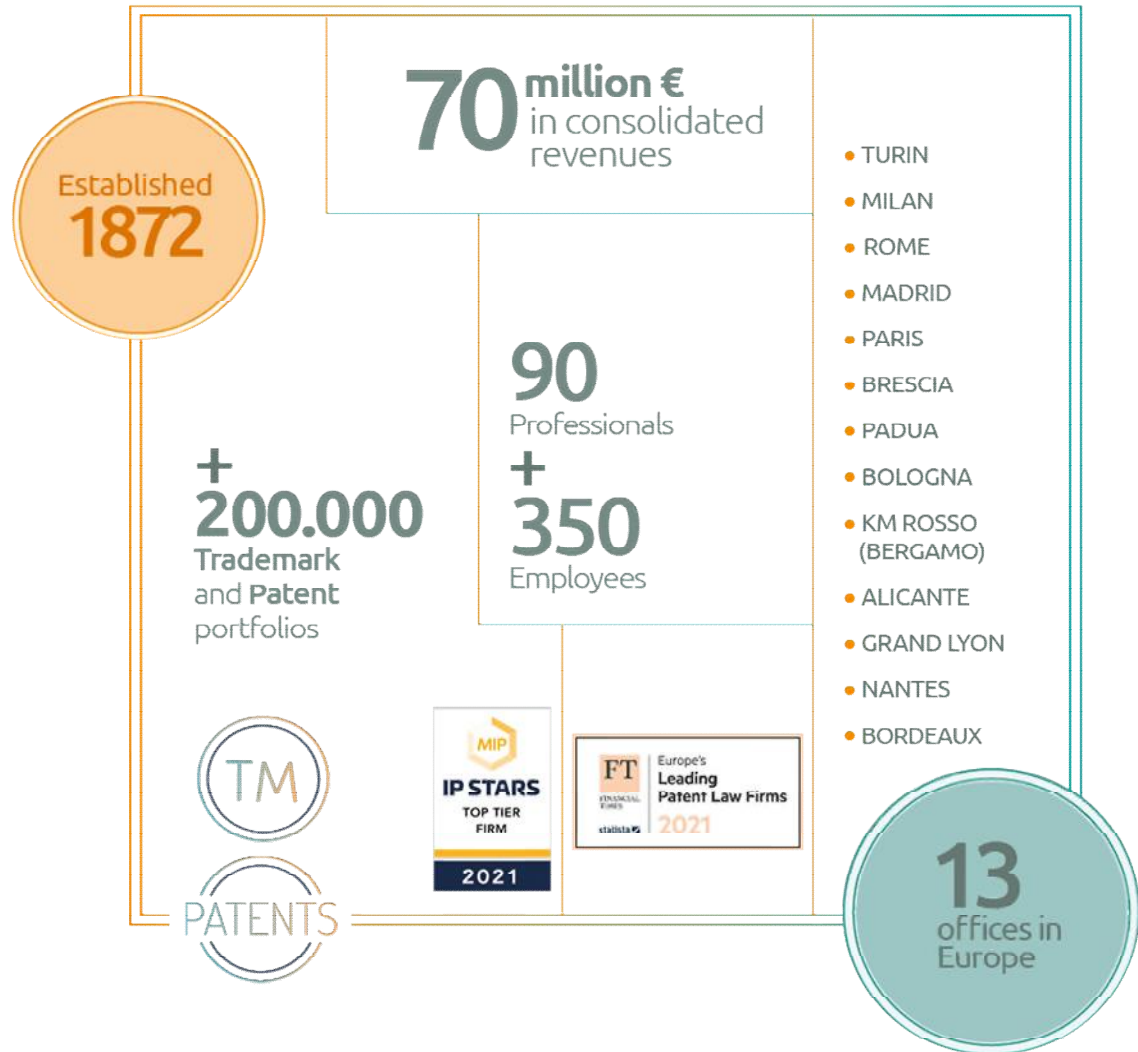 70 million €
in consolidated
revenues
Established
1872
• TURIN
• MILAN
• ROME
• MADRID
• PARIS
• BRESCIA
• PADUA
• BOLOGNA
• KM ROSSO
(BERGAMO)
• ALICANTE
• GRAND LYON
• NANTES
• BORDEAUX
90
Professionals
+
350
Employees
+
200.000
Trademark
and Patent
portfolios
TM
PATENTS
MIP
IP STARS
TOP TIER
FIRM
2021
FT
FINANCIAL
TIMES
statista
Europe's
Leading
Patent Law Firms
2021
13
offices in
Europe